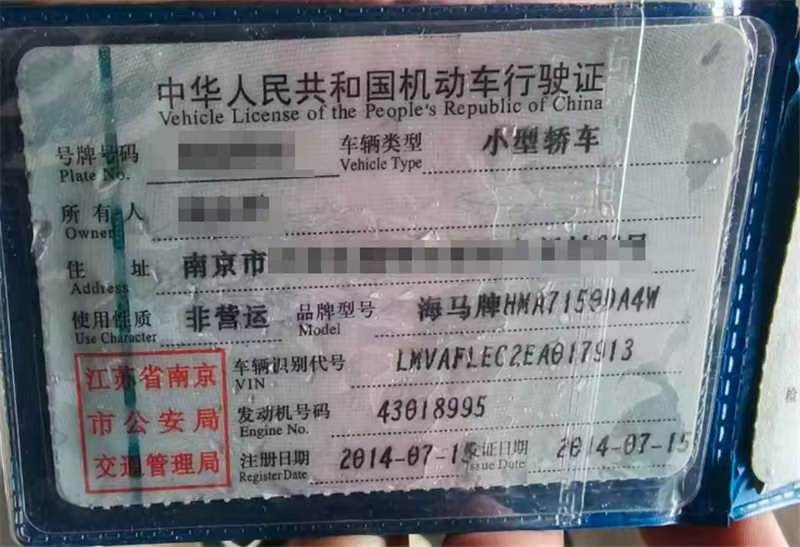 中华人民共和国机动车行驶证
Vehicle License of the People's Republic of China
号牌号码 车辆类型 小型轿车
Plate No. Vehicle Type
所有人
Owner
住址 南京市
Address
使用性质 非营运 品牌型号 海马牌HMA7150DA4W
Use Character Model
江苏省南京
市公安局
交通管理局
车辆识别代号 LMVAFLEC2EA017913
VIN
发动机号码 43018995
Engine No.
注册日期 2014-07-15 发证日期 2014-07-15
Register Date Issue Date